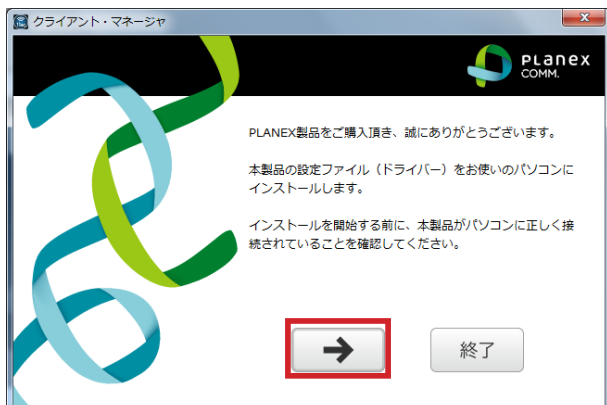 クライアント・マネージャ
PLANEX
COMM.
PLANEX製品をご購入頂き、誠にありがとうございます。
本製品の設定ファイル（ドライバー）をお使いのパソコンに
インストールします。
インストールを開始する前に、本製品がパソコンに正しく接
続されていることを確認してください。
終了